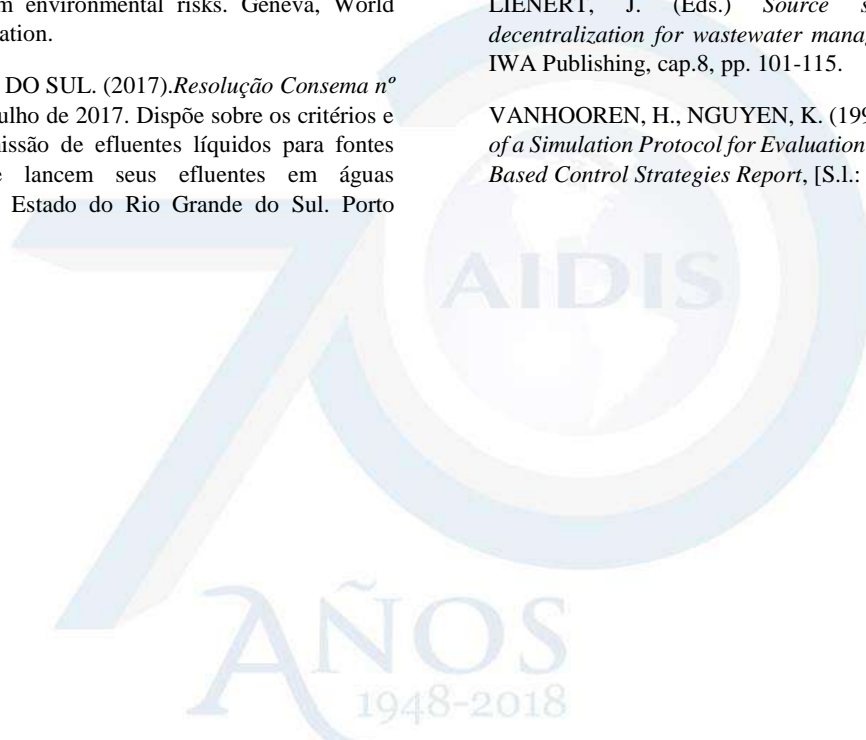 m environmental risks. Geneva, World
ation.
DO SUL. (2017).Resolução Consema nº
ulho de 2017. Dispõe sobre os critérios e
issão de efluentes líquidos para fontes
e lancem seus efluentes em águas
Estado do Rio Grande do Sul. Porto
LIENERT, J. (Eds.) Source s
decentralization for wastewater mana
IWA Publishing, cap.8, pp. 101-115.
VANHOOREN, H., NGUYEN, K. (199
of a Simulation Protocol for Evaluation
Based Control Strategies Report, [S.l.:
70
AIDIS
AÑOS
1948-2018